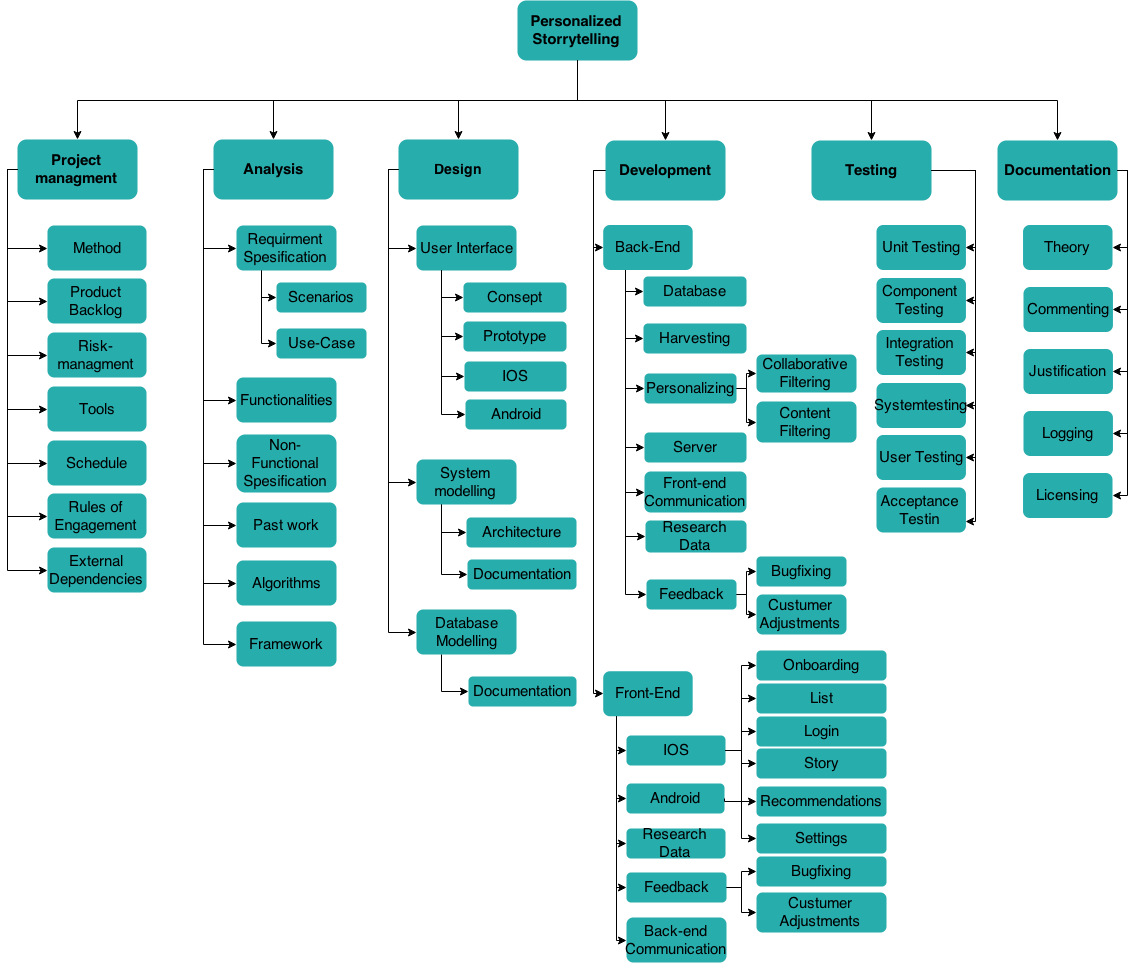 Personalized
Storrytelling
Project
managment
Method
Product
Backlog
Risk-
managment
Tools
Schedule
Rules of
Engagement
External
Dependencies
Analysis
Requirment
Spesification
Scenarios
Use-Case
Functionalities
Non-
Functional
Spesification
Past work
Algorithms
Framework
Design
User Interface
Consept
Prototype
IOS
Android
System
modelling
Architecture
Documentation
Database
Modelling
Documentation
Development
Back-End
Database
Harvesting
Personalizing
Collaborative
Filtering
Content
Filtering
Server
Front-end
Communication
Research
Data
Feedback
Bugfixing
Custumer
Adjustments
Front-End
IOS
Onboarding
List
Login
Story
Recommendations
Settings
Android
Research
Data
Feedback
Bugfixing
Custumer
Adjustments
Back-end
Communication
Testing
Unit Testing
Component
Testing
Integration
Testing
Systemtesting
User Testing
Acceptance
Testin
Documentation
Theory
Commenting
Justification
Logging
Licensing